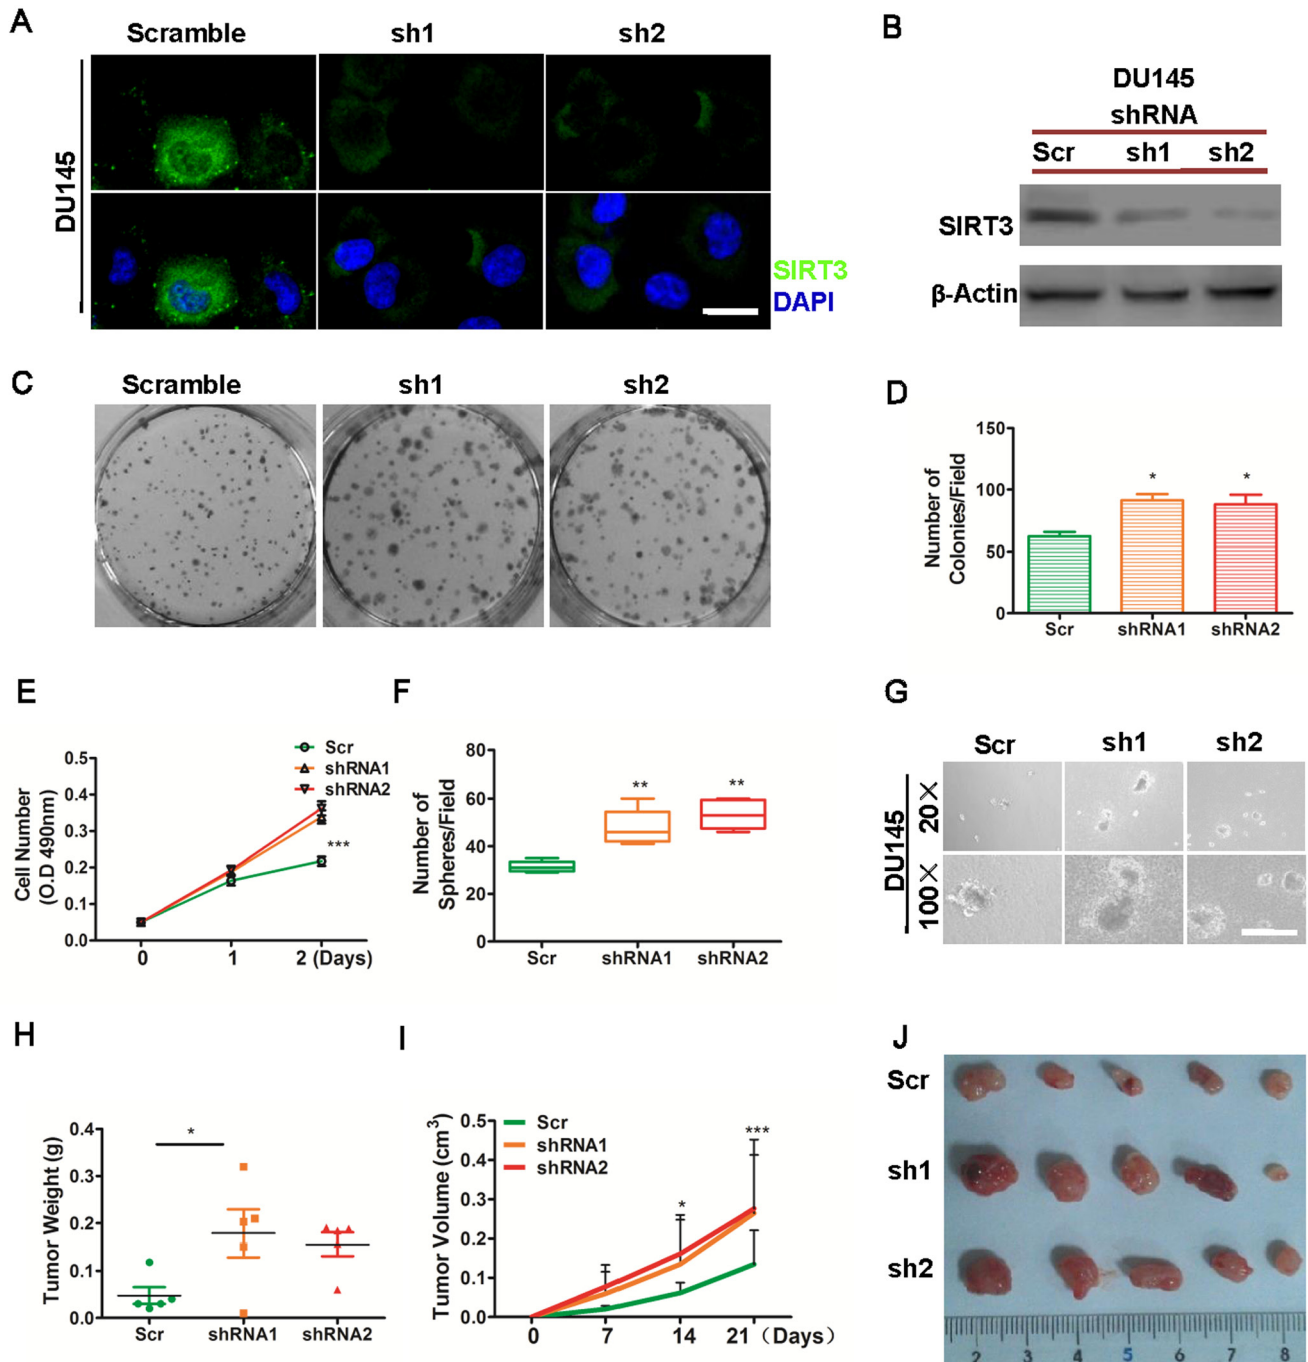 A
Scramble
sh1
sh2
DU145
SIRT3
DAPI
B
DU145
shRNA
Scr
sh1
sh2
SIRT3
β-Actin
C
Scramble
sh1
sh2
D
Number of
Colonies/Field
150
100
50
0
Scr
shRNA1
shRNA2
*
*
E
Cell Number
(O.D 490nm)
0.5
0.4
0.3
0.2
0.1
0.0
Scr
shRNA1
shRNA2
***
0
1
2 (Days)
F
Number of
Spheres/Field
80
60
40
20
0
**
**
Scr
shRNA1
shRNA2
G
Scr
sh1
sh2
DU145
20×
100×
H
Tumor Weight (g)
0.4
0.3
0.2
0.1
0.0
*
Scr
shRNA1
shRNA2
I
Tumor Volume (cm³)
0.5
0.4
0.3
0.2
0.1
0.0
Scr
shRNA1
shRNA2
*
***
0
7
14
21 (Days)
J
Scr
sh1
sh2
2 3 4 5 6 7 8